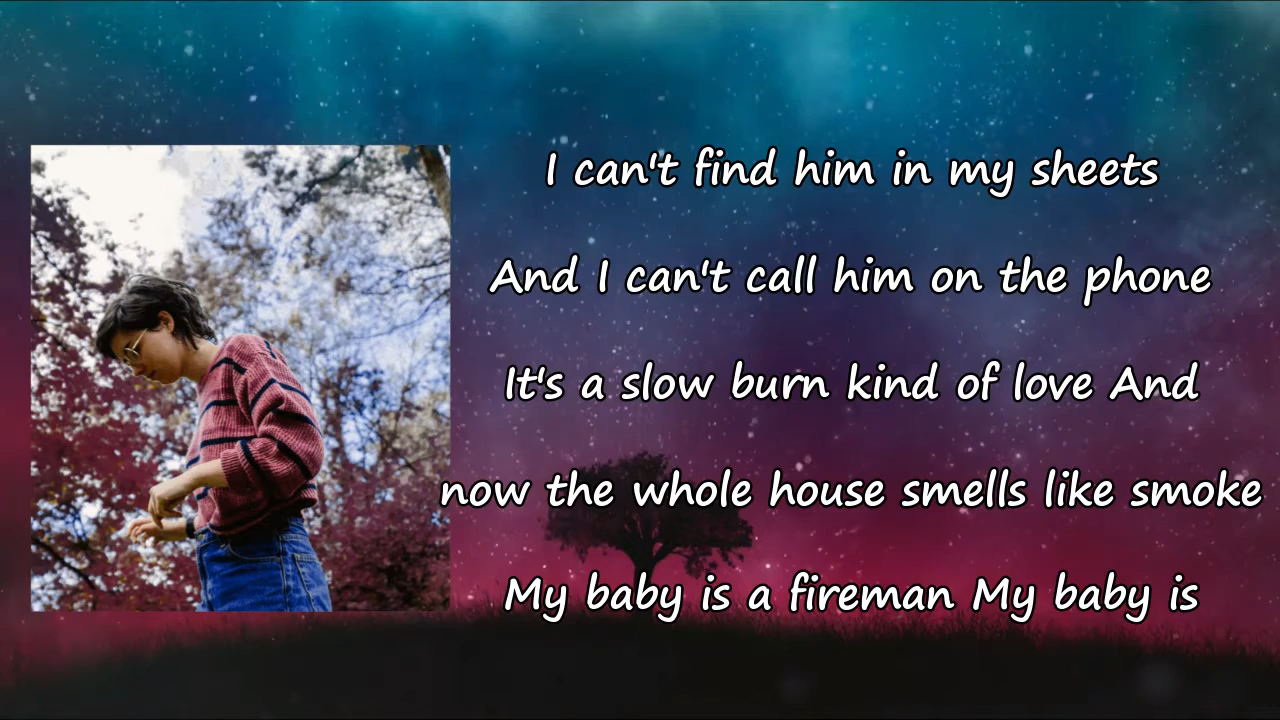 I can't find him in my sheets
And I can't call him on the phone
It's a slow burn kind of love And
now the whole house smells like smoke
My baby is a fireman My baby is